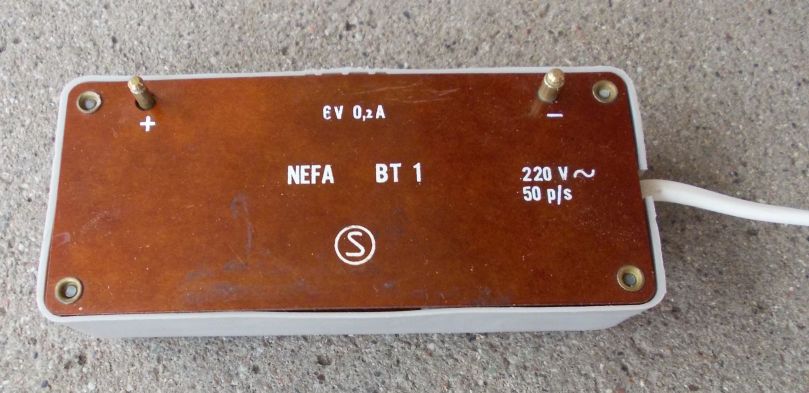 + 6V 0,2A -
NEFA BT 1
220 V ~
50 p/s
S